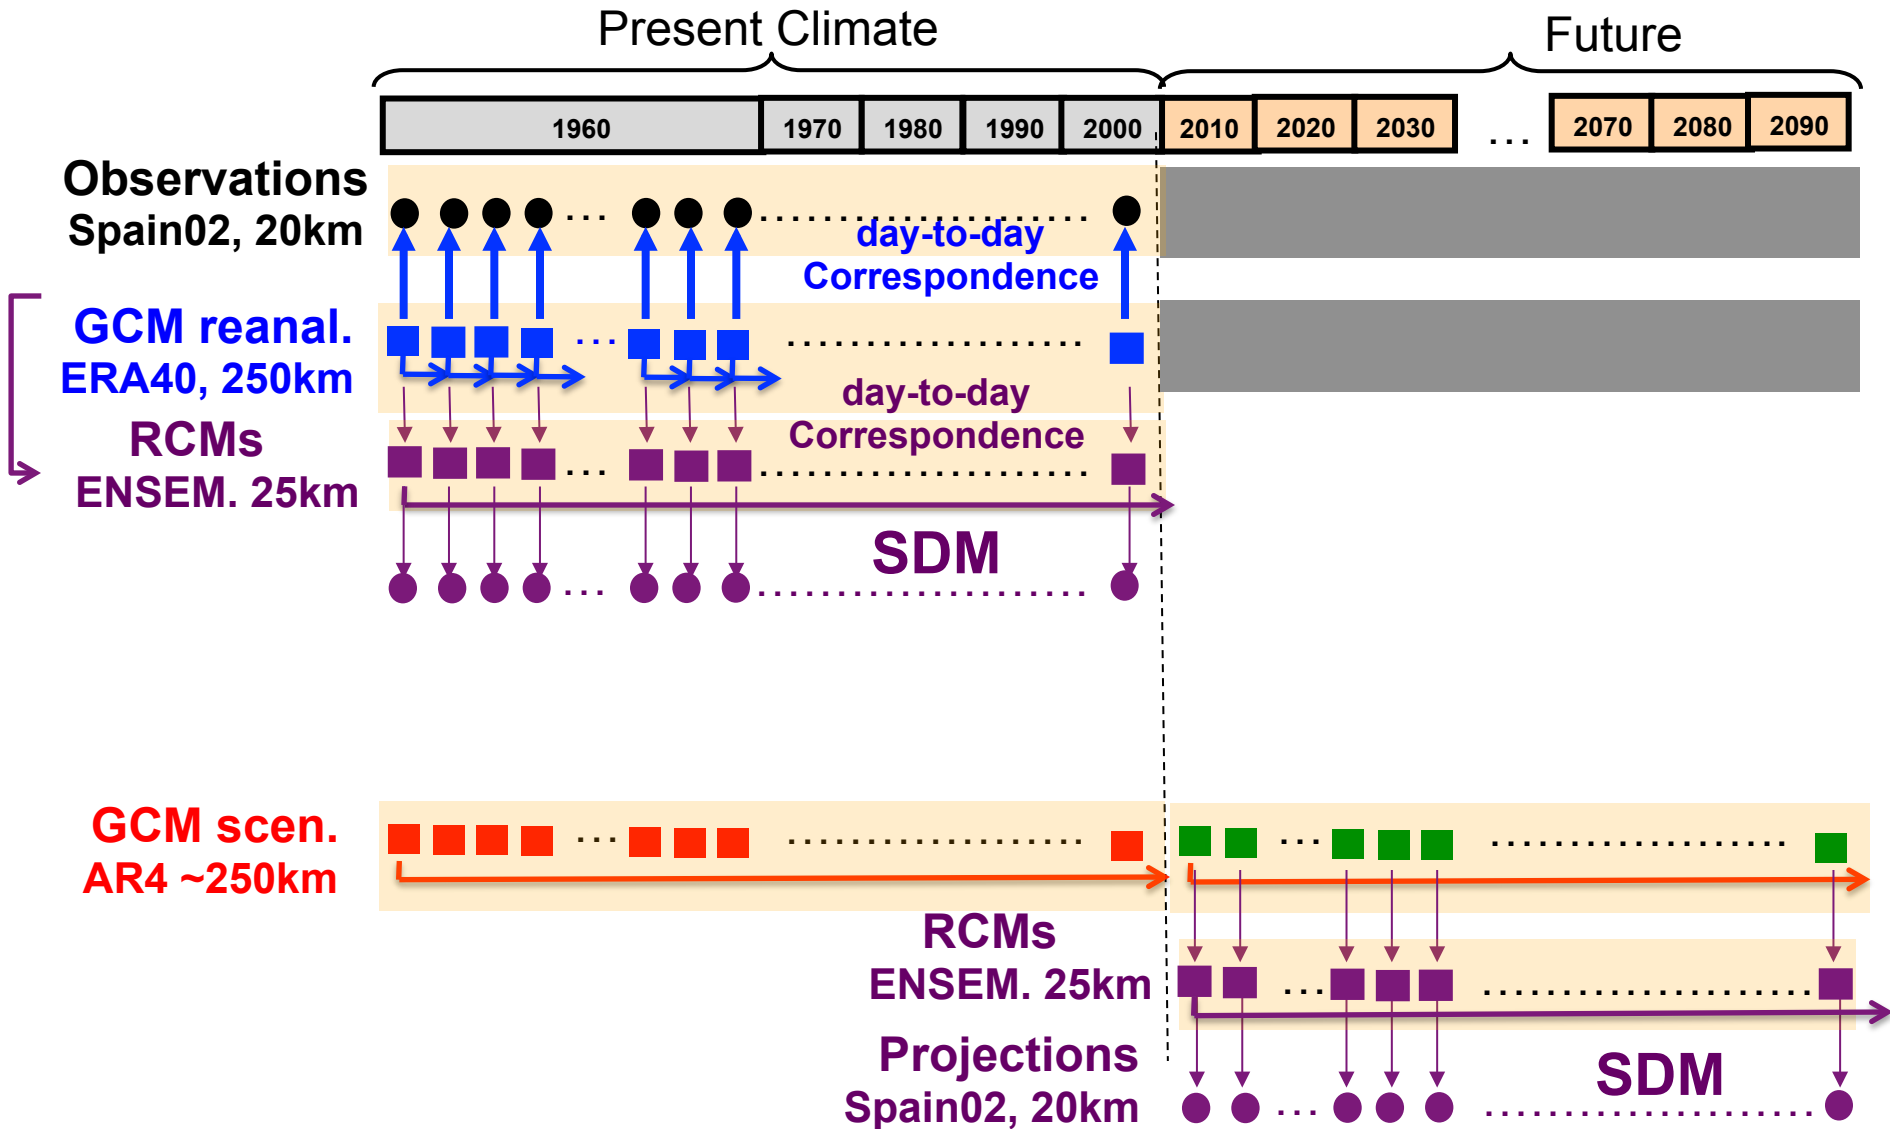 Present Climate
Future
1960 1970 1980 1990 2000 2010 2020 2030 ... 2070 2080 2090
Observations
Spain02, 20km
day-to-day
Correspondence
GCM reanal.
ERA40, 250km
day-to-day
Correspondence
RCMs
ENSEM. 25km
SDM
GCM scen.
AR4 ~250km
RCMs
ENSEM. 25km
Projections
Spain02, 20km
SDM